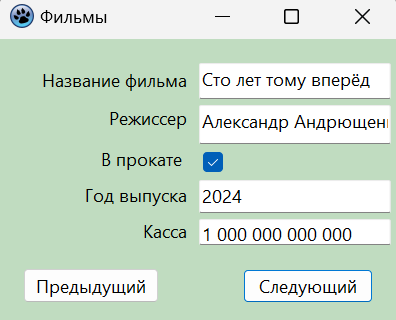 Фильмы
Название фильма Сто лет тому вперёд
Режиссер Александр
В прокате
Год выпуска 2024
Касса 1 000 000 000 000
Предыдущий Следующий